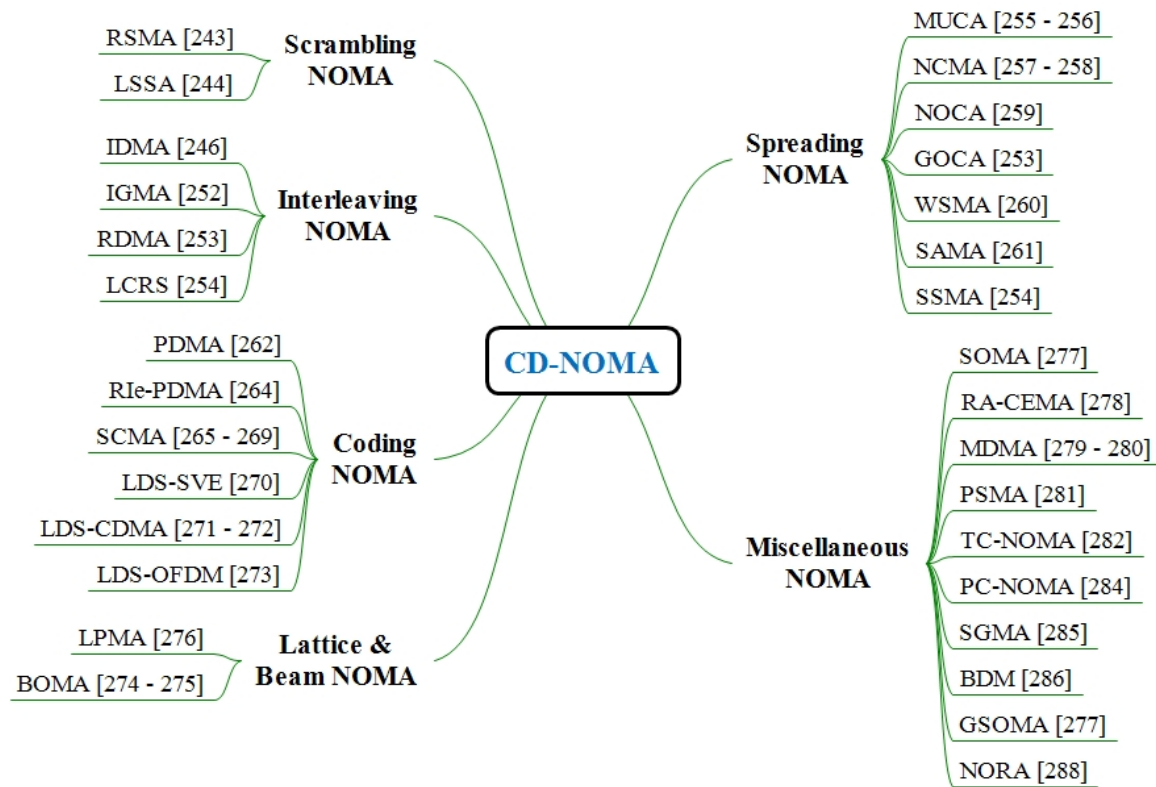 CD-NOMA
Scrambling
NOMA
RSMA [243]
LSSA [244]
Interleaving
NOMA
IDMA [246]
IGMA [252]
RDMA [253]
LCRS [254]
Coding
NOMA
PDMA [262]
RIe-PDMA [264]
SCMA [265 - 269]
LDS-SVE [270]
LDS-CDMA [271 - 272]
LDS-OFDM [273]
Lattice &
Beam NOMA
LPMA [276]
BOMA [274 - 275]
Spreading
NOMA
MUCA [255 - 256]
NCMA [257 - 258]
NOCA [259]
GOCA [253]
WSMA [260]
SAMA [261]
SSMA [254]
Miscellaneous
NOMA
SOMA [277]
RA-CEMA [278]
MDMA [279 - 280]
PSMA [281]
TC-NOMA [282]
PC-NOMA [284]
SGMA [285]
BDM [286]
GSOMA [277]
NORA [288]